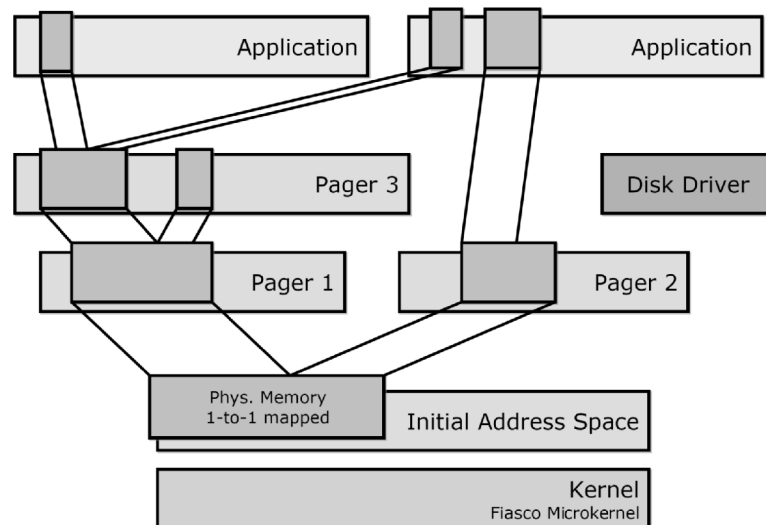 Application
Application
Pager 3
Disk Driver
Pager 1
Pager 2
Phys. Memory
1-to-1 mapped
Initial Address Space
Kernel
Fiasco Microkernel